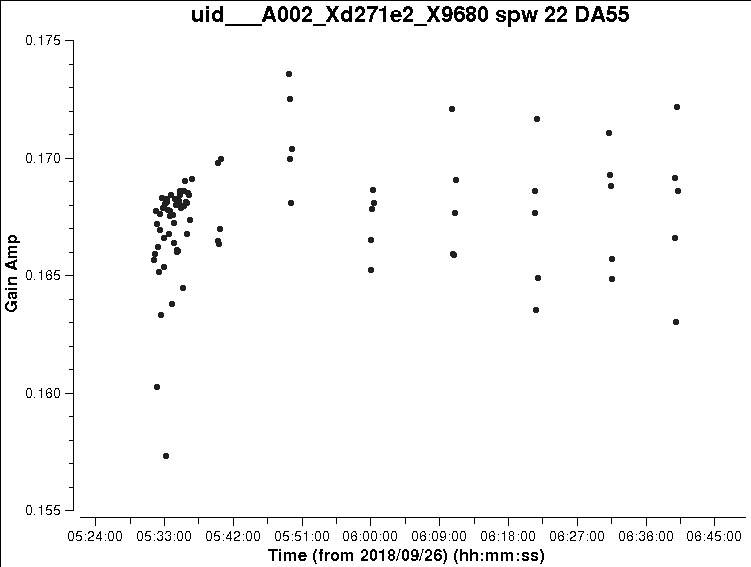 uid___A002_Xd271e2_X9680 spw 22 DA55
0.175
0.170
0.165
0.160
0.155
Gain Amp
05:24:00 05:33:00 05:42:00 05:51:00 06:00:00 06:09:00 06:18:00 06:27:00 06:36:00 06:45:00
Time (from 2018/09/26) (hh:mm:ss)